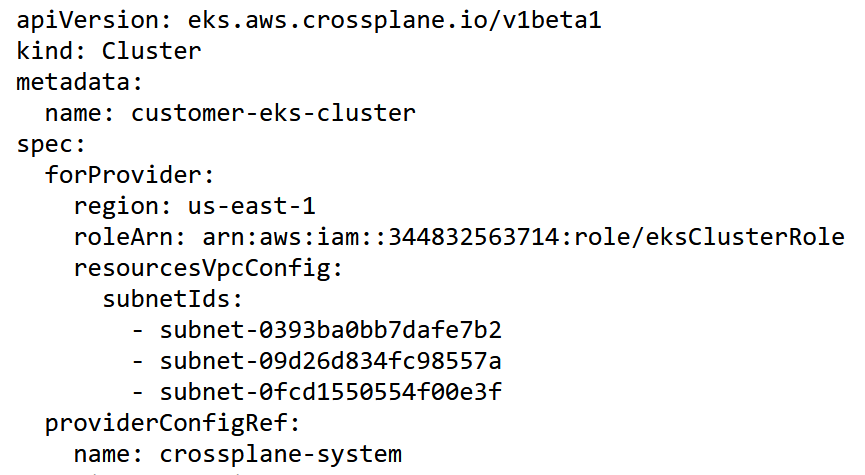 apiVersion: eks.aws.crossplane.io/v1beta1
kind: Cluster
metadata:
  name: customer-eks-cluster
spec:
  forProvider:
    region: us-east-1
    roleArn: arn:aws:iam::344832563714:role/eksClusterRole
    resourcesVpcConfig:
      subnetIds:
        - subnet-0393ba0bb7dafe7b2
        - subnet-09d26d834fc98557a
        - subnet-0fcd1550554f00e3f
  providerConfigRef:
    name: crossplane-system